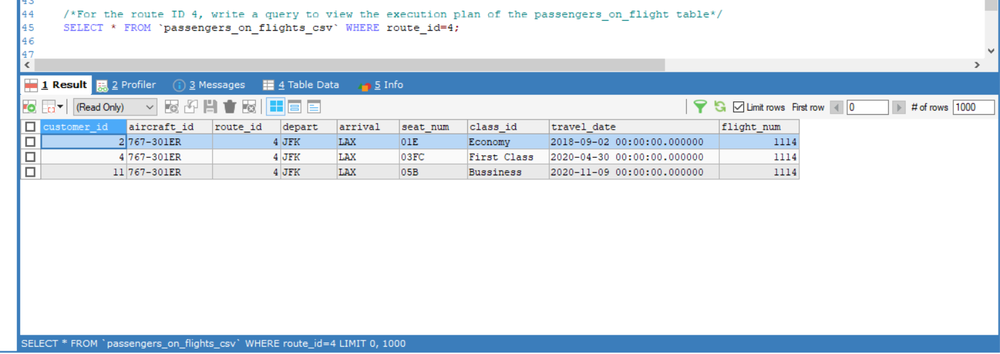 43
44 /*For the route ID 4, write a query to view the execution plan of the passengers_on_flight table*/
45 SELECT * FROM `passengers_on_flights_csv` WHERE route_id=4;
46
47
1 Result 2 Profiler 3 Messages 4 Table Data 5 Info
(Read Only) Limit rows First row 0 # of rows 1000
customer_id aircraft_id route_id depart arrival seat_num class_id travel_date flight_num
2 767-301ER 4 JFK LAX 01E Economy 2018-09-02 00:00:00.000000 1114
4 767-301ER 4 JFK LAX 03FC First Class 2020-04-30 00:00:00.000000 1114
11 767-301ER 4 JFK LAX 05B Bussiness 2020-11-09 00:00:00.000000 1114
SELECT * FROM `passengers_on_flights_csv` WHERE route_id=4 LIMIT 0, 1000